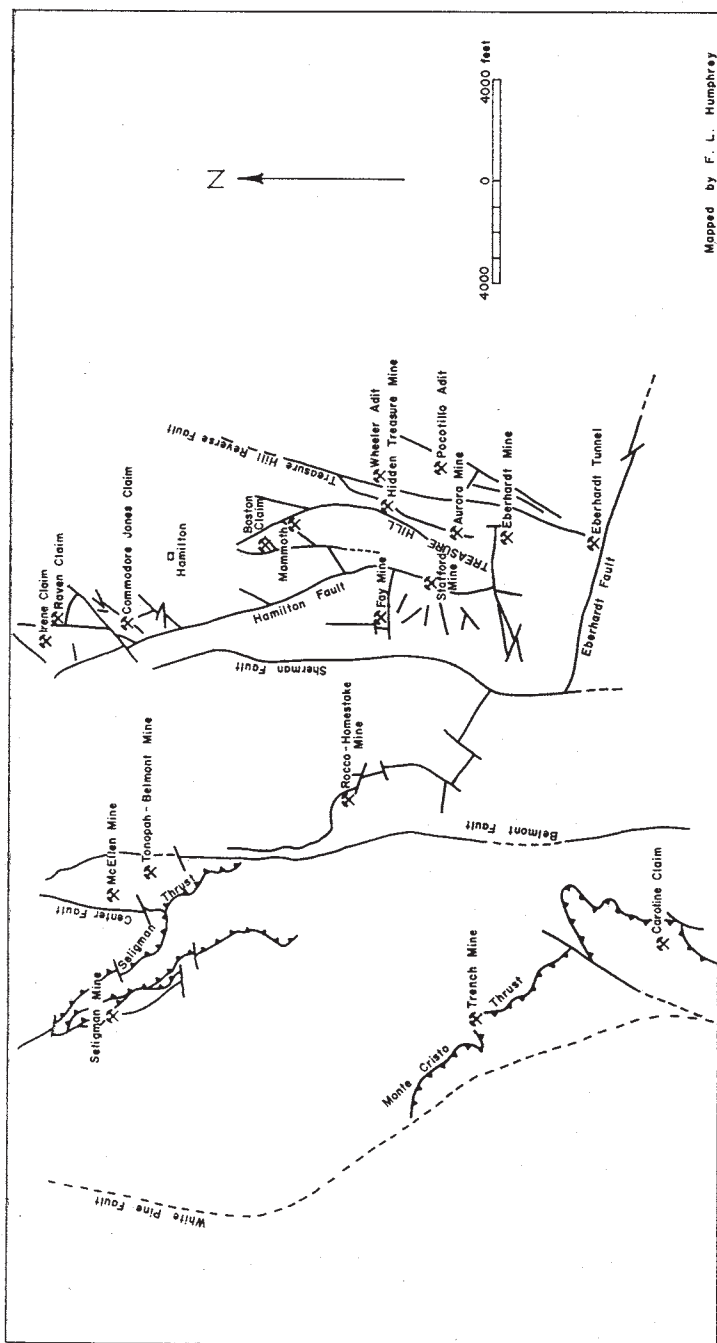 Irene Claim
Raven Claim
Commodore Jones Claim
Hamilton
Boston
Claim
Mammoth
Hamilton Fault
Sherman Fault
Treasure Hill Reverse Fault
Wheeler Adit
Hidden Treasure Mine
Pocotillo Adit
Aurora Mine
Eberhardt Mine
Eberhardt Tunnel
TREASURE HILL
Fay Mine
Stafford
Mine
Eberhardt Fault
McEllen Mine
Tonopah-Belmont Mine
Center Fault
Seligman Thrust
Seligman Mine
Rocco-Homestake
Mine
Belmont Fault
Monte Cristo Thrust
Trench Mine
Caroline Claim
White Pine Fault
N
4000 0 4000 feet
Mapped by F. L. Humphrey